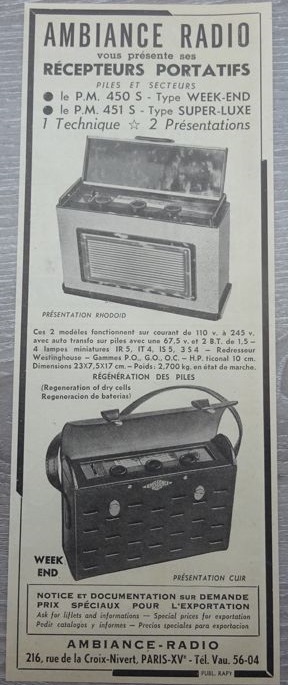 AMBIANCE RADIO
vous présente ses
RÉCEPTEURS PORTATIFS
PILES ET SECTEURS
● le P.M. 450 S - Type WEEK-END
● le P.M. 451 S - Type SUPER-LUXE
1 Technique ☆ 2 Présentations
PRÉSENTATION RHODOID
Ces 2 modèles fonctionnent sur courant de 110 v. à 245 v.
avec auto transfo sur piles avec une 67,5 v. et 2 B.T. de 1,5 —
4 lampes miniatures IR 5, IT 4, IS 5, 3 S 4 — Redresseur
Westinghouse — Gammes P.O., G.O., O.C. — H.P. ticonal 10 cm.
Dimensions 23X7,5X17 cm. — Poids : 2,700 kg. en état de marche.
RÉGÉNÉRATION DES PILES
(Regeneration of dry cells
Regeneracion de baterias)
WEEK
END
PRÉSENTATION CUIR
NOTICE ET DOCUMENTATION SUR DEMANDE
PRIX SPÉCIAUX POUR L'EXPORTATION
Ask for liflets and informations — Special prices for exportation
Pedir catalogos y informes — Precios speciales para exportacion
AMBIANCE-RADIO
216, rue de la Croix-Nivert, PARIS-XVe - Tél. Vau. 56-04
PUBL. RAPY